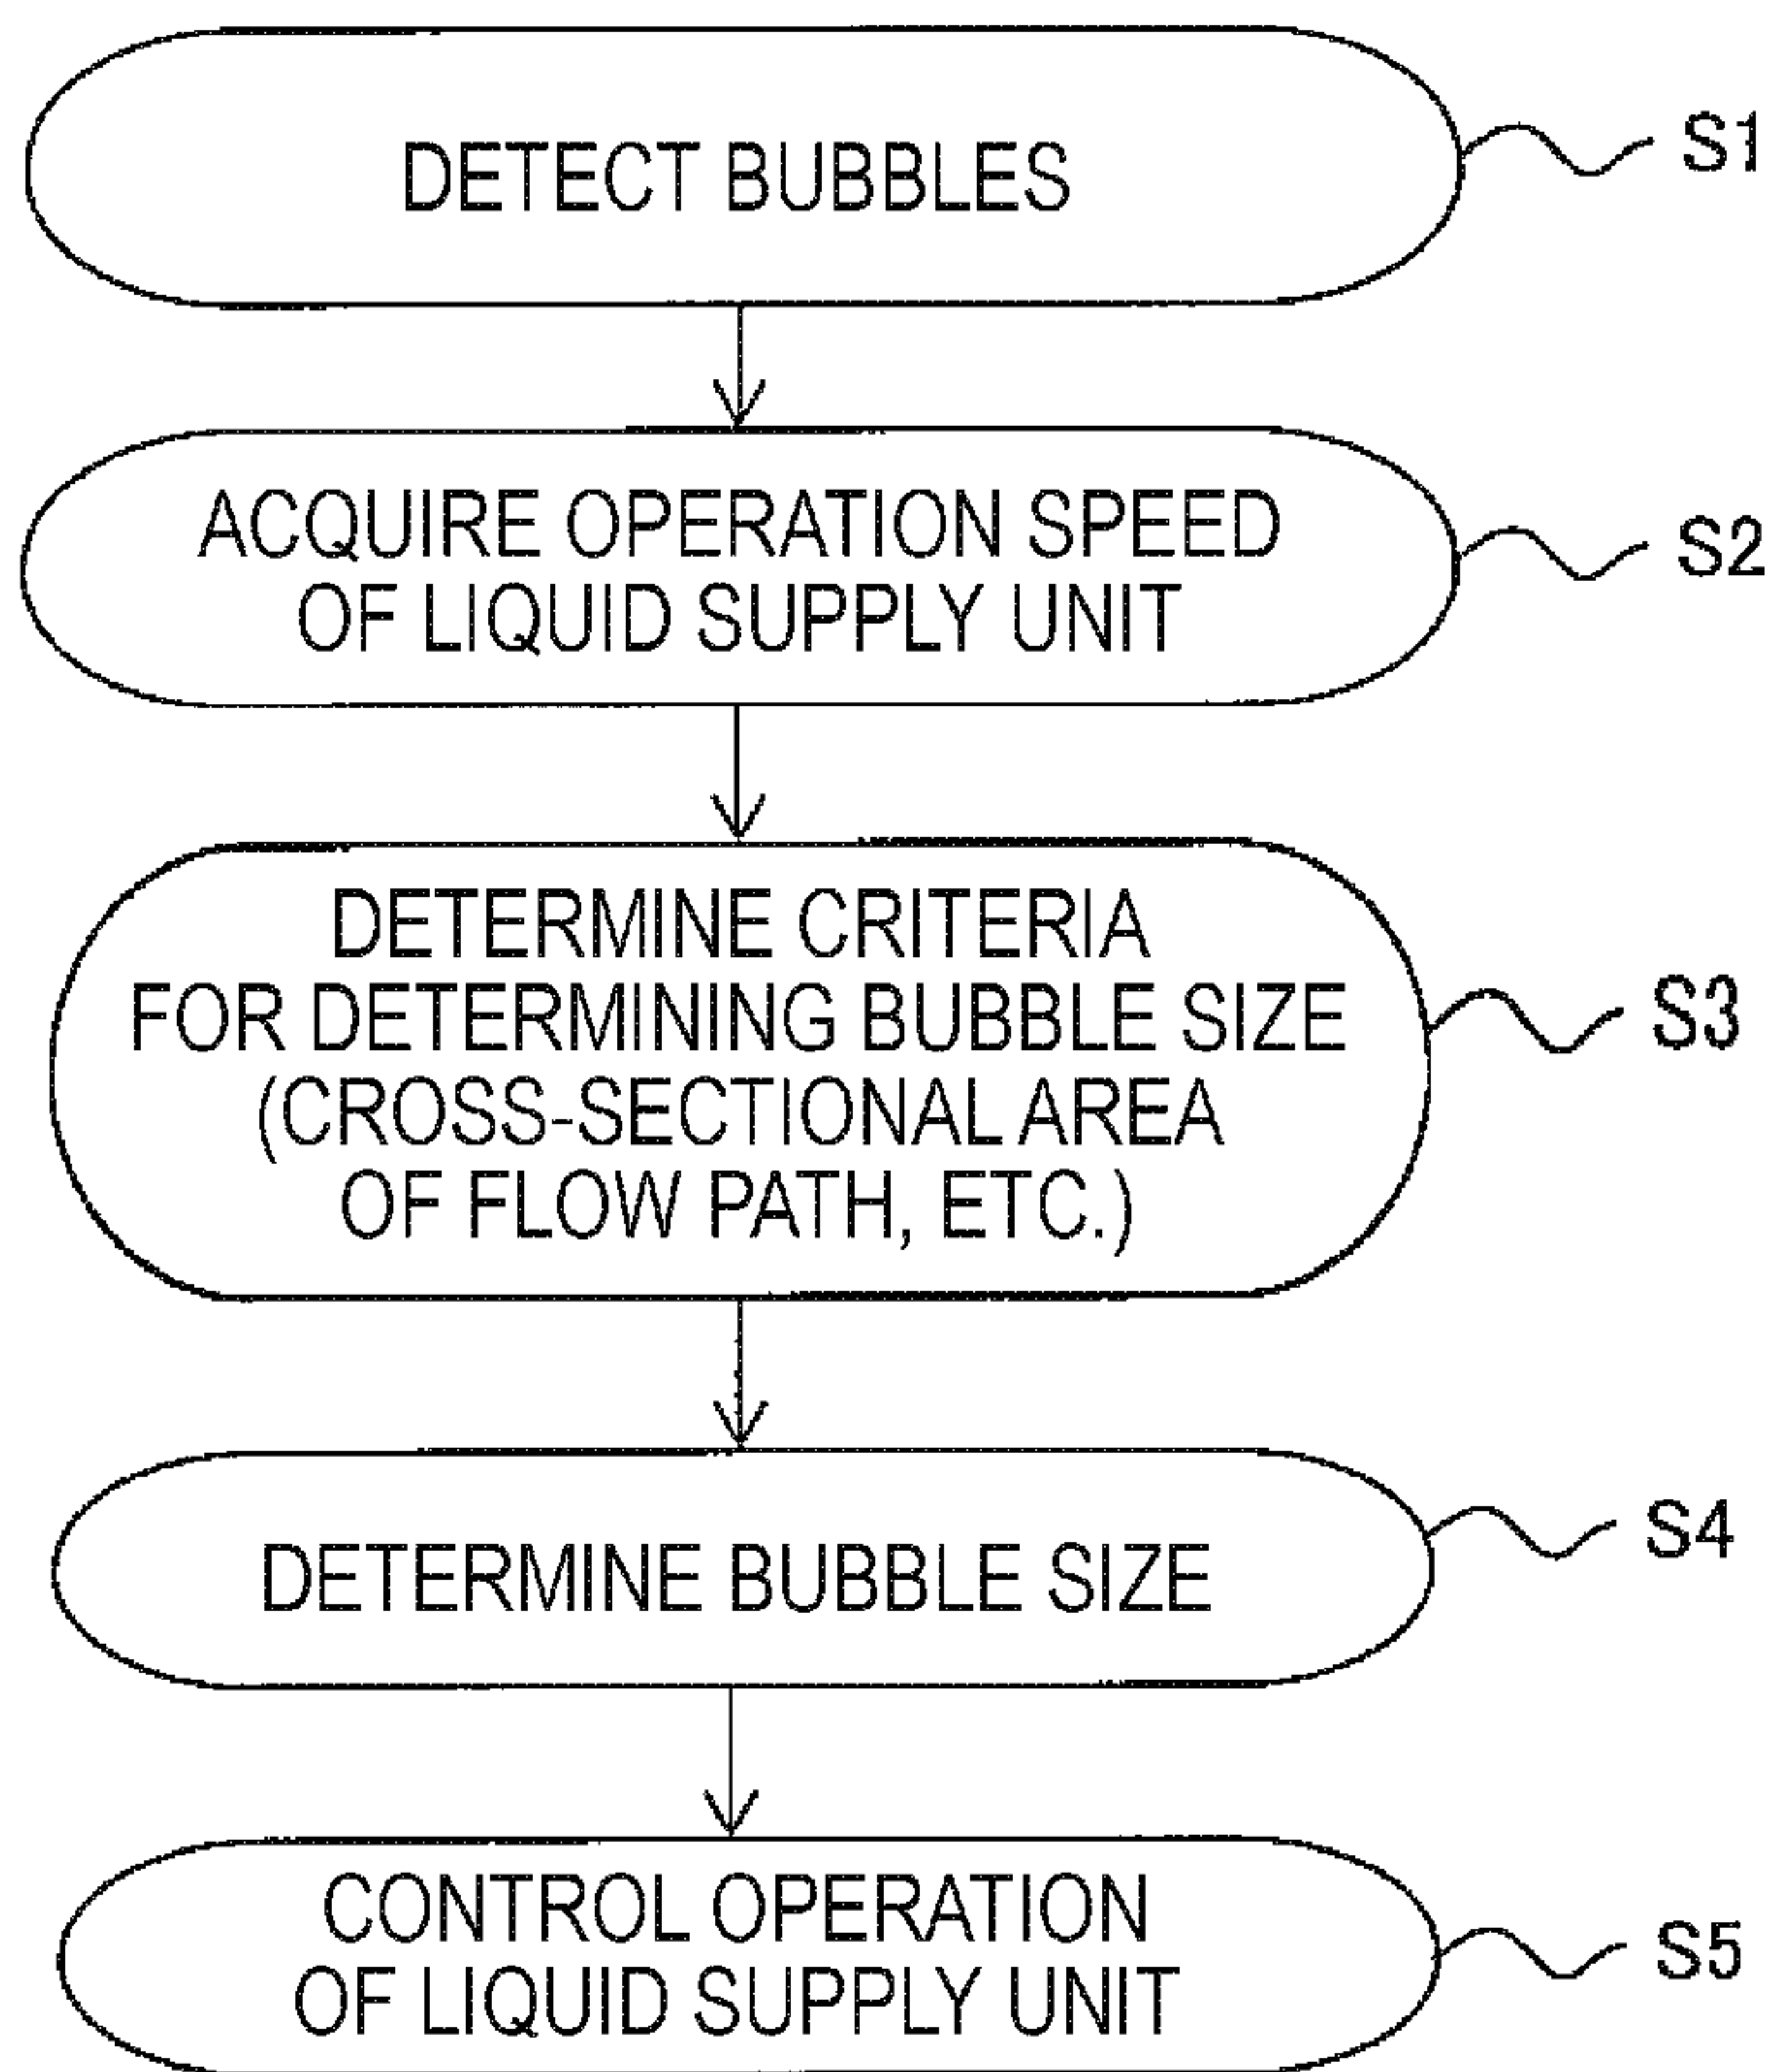 DETECT BUBBLES
S1
ACQUIRE OPERATION SPEED
OF LIQUID SUPPLY UNIT
S2
DETERMINE CRITERIA
FOR DETERMINING BUBBLE SIZE
(CROSS-SECTIONAL AREA
OF FLOW PATH, ETC.)
S3
DETERMINE BUBBLE SIZE
S4
CONTROL OPERATION
OF LIQUID SUPPLY UNIT
S5